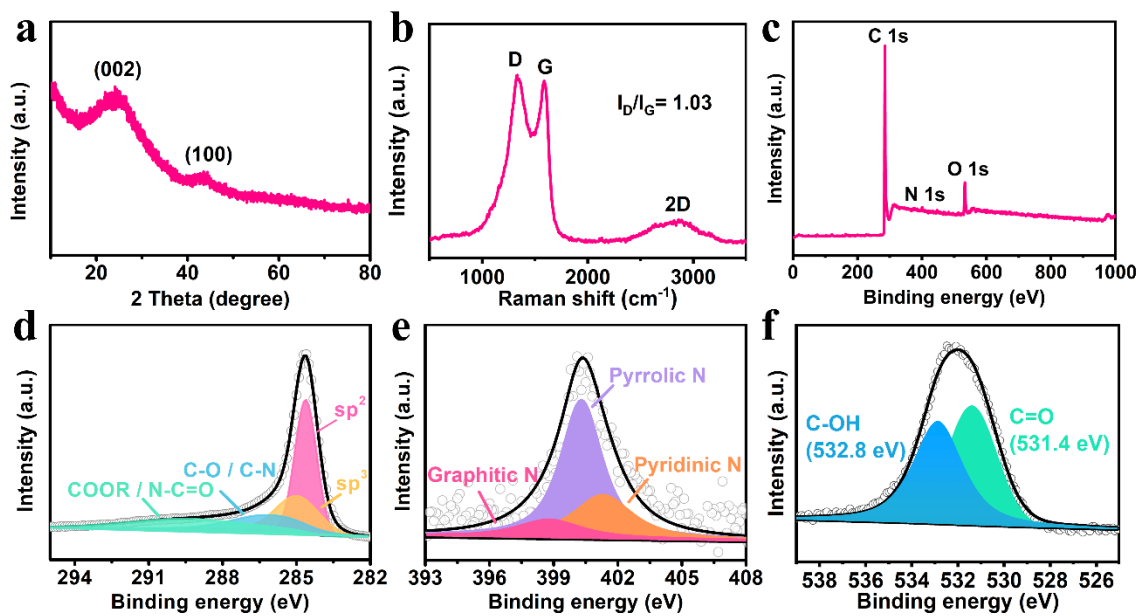 a
Intensity (a.u.)
(002)
(100)
20 40 60 80
2 Theta (degree)
b
Intensity (a.u.)
D
G
I_D/I_G= 1.03
2D
1000 2000 3000
Raman shift (cm⁻¹)
c
Intensity (a.u.)
C 1s
N 1s
O 1s
0 200 400 600 800 1000
Binding energy (eV)
d
Intensity (a.u.)
sp²
sp³
C-O / C-N
COOR / N-C=O
294 291 288 285 282
Binding energy (eV)
e
Intensity (a.u.)
Pyrrolic N
Graphitic N
Pyridinic N
393 396 399 402 405 408
Binding energy (eV)
f
Intensity (a.u.)
C-OH
(532.8 eV)
C=O
(531.4 eV)
538 536 534 532 530 528 526
Binding energy (eV)